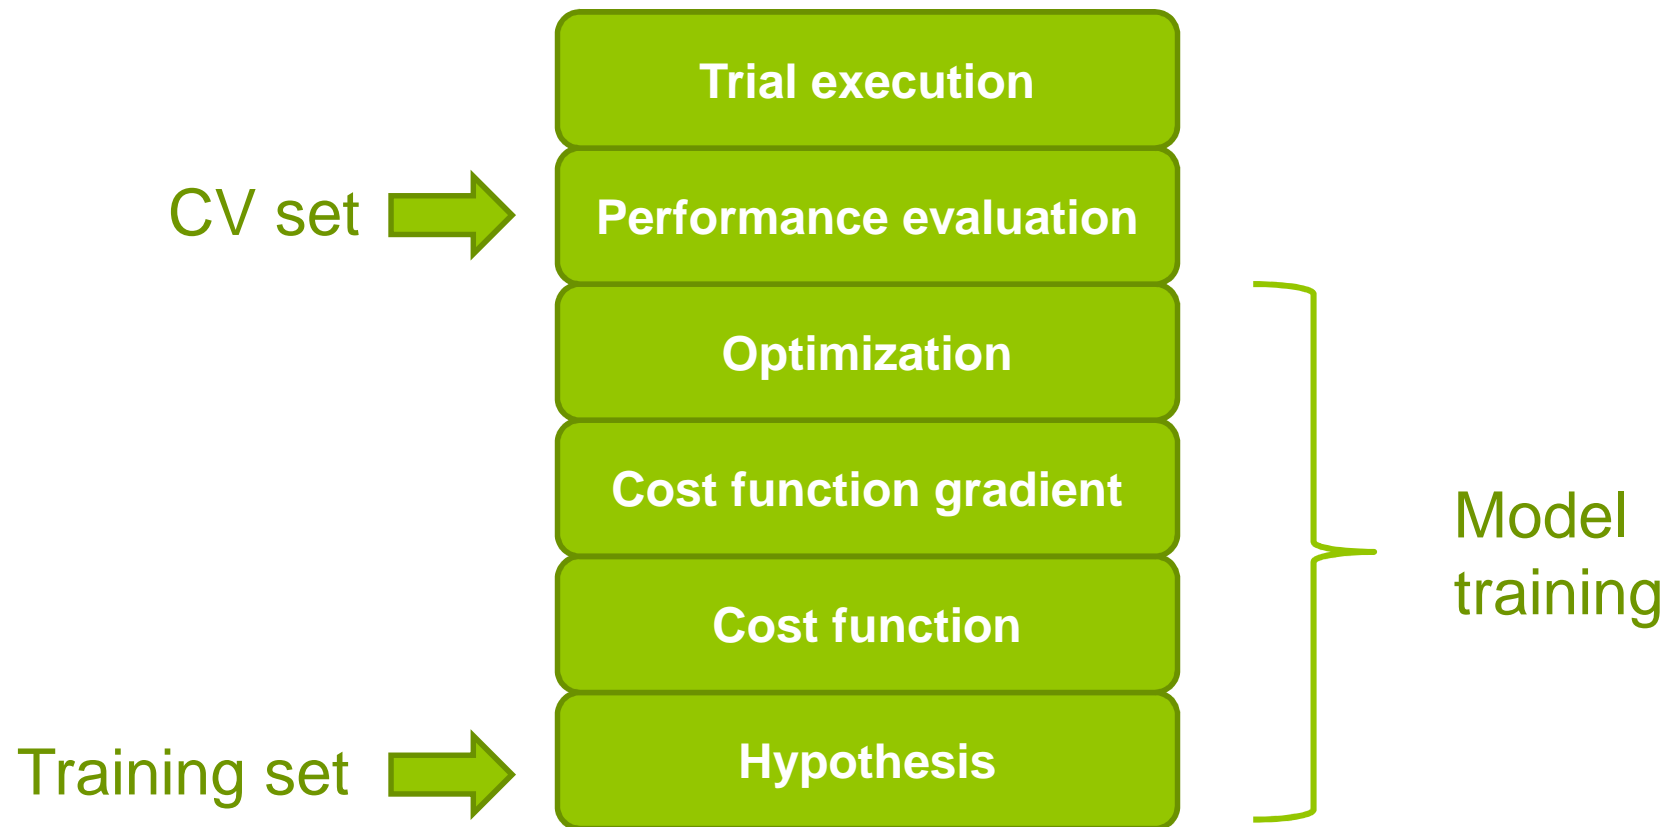 Trial execution
CV set
Performance evaluation
Optimization
Cost function gradient
Model
training
Cost function
Training set
Hypothesis